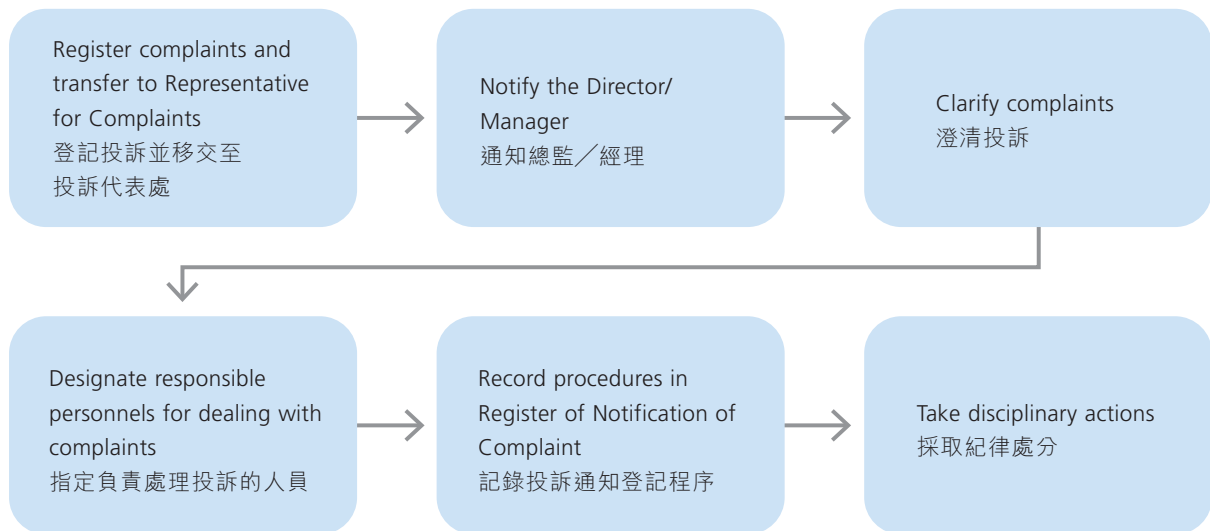 Register complaints and
transfer to Representative
for Complaints
登記投訴並移交至
投訴代表處
Notify the Director/
Manager
通知總監／經理
Clarify complaints
澄清投訴
Designate responsible
personnels for dealing with
complaints
指定負責處理投訴的人員
Record procedures in
Register of Notification of
Complaint
記錄投訴通知登記程序
Take disciplinary actions
採取紀律處分